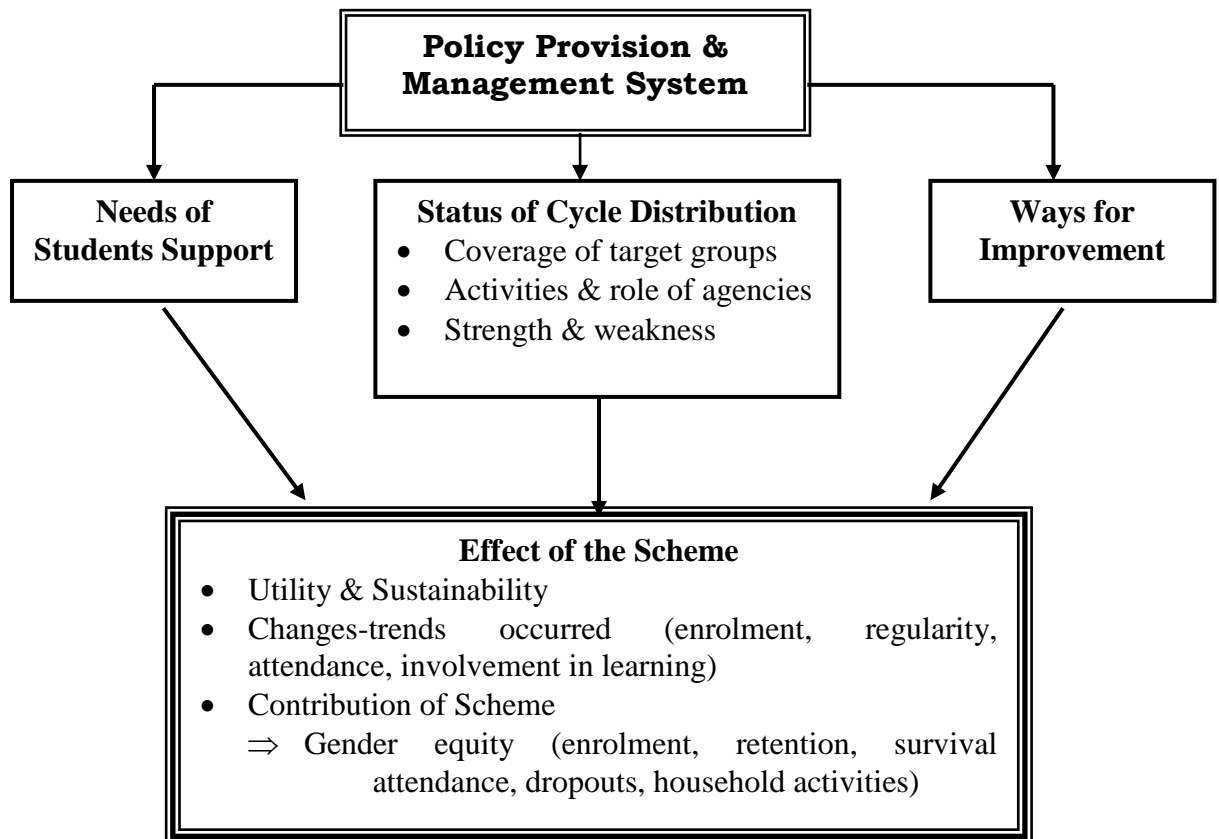 Policy Provision &
Management System
Needs of
Students Support
Status of Cycle Distribution
• Coverage of target groups
• Activities & role of agencies
• Strength & weakness
Ways for
Improvement
Effect of the Scheme
• Utility & Sustainability
• Changes-trends occurred (enrolment, regularity,
attendance, involvement in learning)
• Contribution of Scheme
⇒ Gender equity (enrolment, retention, survival
attendance, dropouts, household activities)